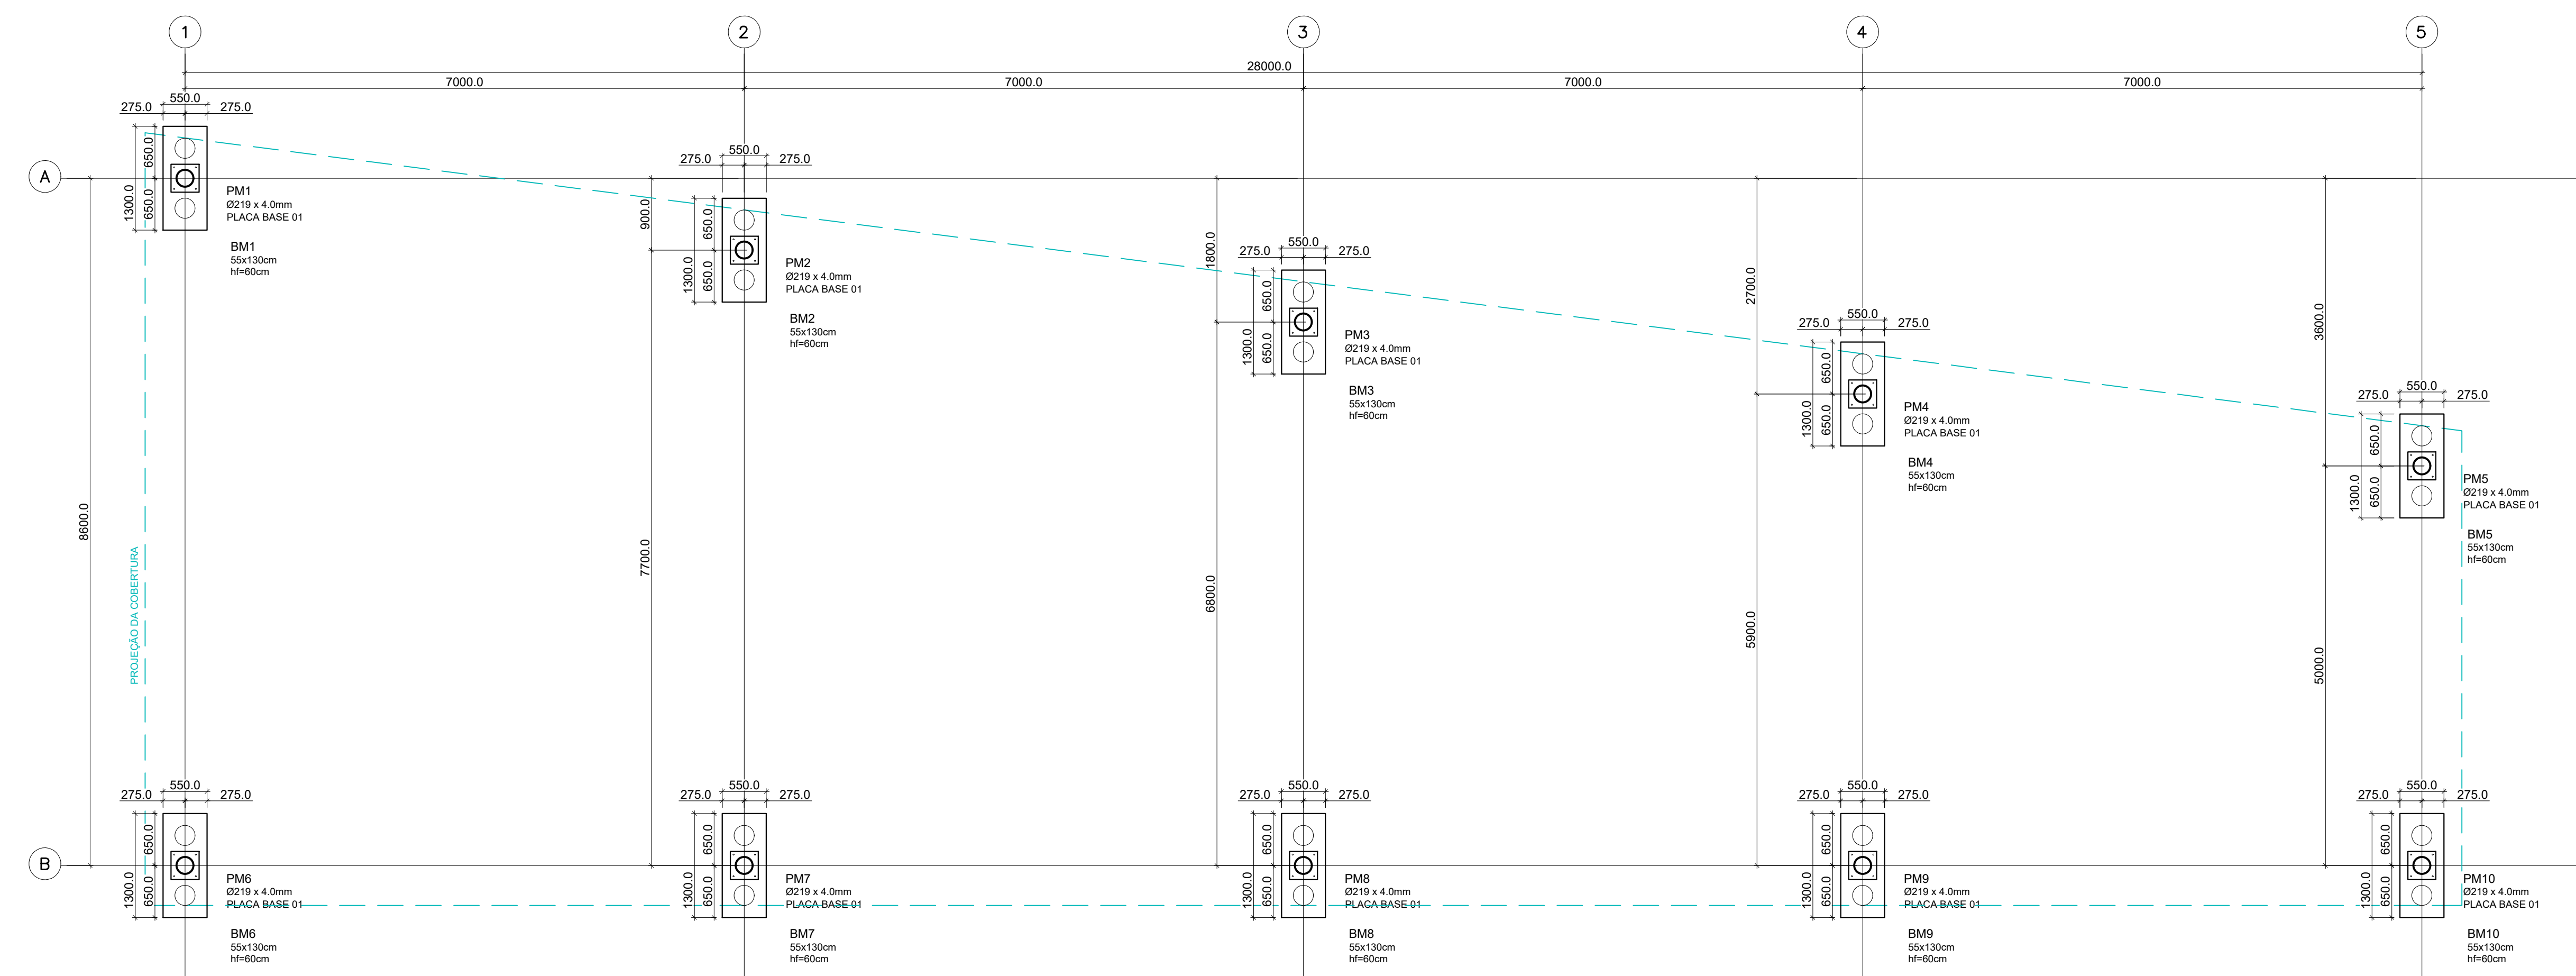 1
2
3
4
5
28000.0
7000.0
7000.0
7000.0
7000.0
A
550.0
275.0
275.0
1300.0
650.0
650.0
PM1
Ø219 x 4.0mm
PLACA BASE 01
BM1
55x130cm
hf=60cm
550.0
275.0
275.0
900.0
7700.0
1300.0
650.0
650.0
PM2
Ø219 x 4.0mm
PLACA BASE 01
BM2
55x130cm
hf=60cm
550.0
275.0
275.0
1800.0
6800.0
1300.0
650.0
650.0
PM3
Ø219 x 4.0mm
PLACA BASE 01
BM3
55x130cm
hf=60cm
550.0
275.0
275.0
2700.0
5900.0
1300.0
650.0
650.0
PM4
Ø219 x 4.0mm
PLACA BASE 01
BM4
55x130cm
hf=60cm
550.0
275.0
275.0
3600.0
5000.0
1300.0
650.0
650.0
PM5
Ø219 x 4.0mm
PLACA BASE 01
BM5
55x130cm
hf=60cm
8600.0
PROJEÇÃO DA COBERTURA
B
550.0
275.0
275.0
1300.0
650.0
650.0
PM6
Ø219 x 4.0mm
PLACA BASE 01
BM6
55x130cm
hf=60cm
550.0
275.0
275.0
1300.0
650.0
650.0
PM7
Ø219 x 4.0mm
PLACA BASE 01
BM7
55x130cm
hf=60cm
550.0
275.0
275.0
1300.0
650.0
650.0
PM8
Ø219 x 4.0mm
PLACA BASE 01
BM8
55x130cm
hf=60cm
550.0
275.0
275.0
1300.0
650.0
650.0
PM9
Ø219 x 4.0mm
PLACA BASE 01
BM9
55x130cm
hf=60cm
550.0
275.0
275.0
1300.0
650.0
650.0
PM10
Ø219 x 4.0mm
PLACA BASE 01
BM10
55x130cm
hf=60cm